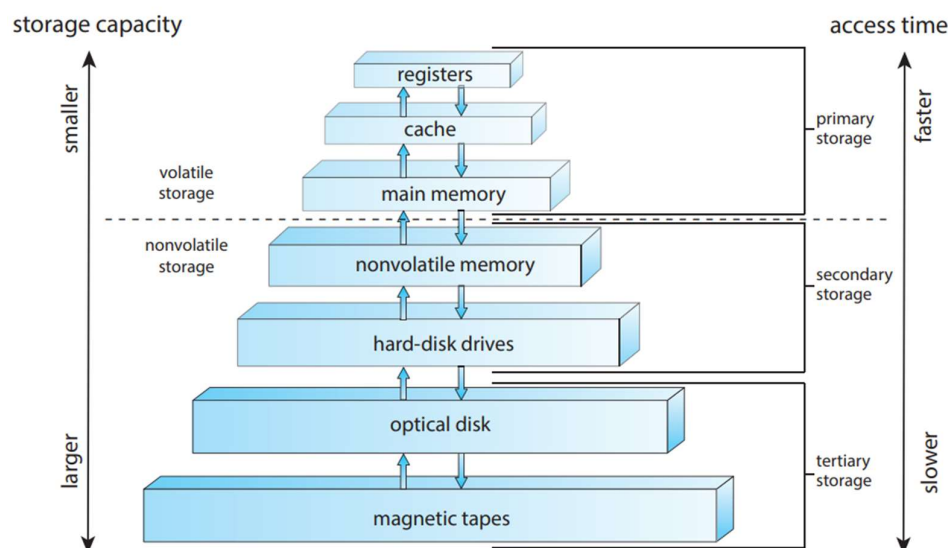 storage capacity
access time
smaller
larger
volatile
storage
nonvolatile
storage
registers
cache
main memory
nonvolatile memory
hard-disk drives
optical disk
magnetic tapes
primary
storage
secondary
storage
tertiary
storage
faster
slower